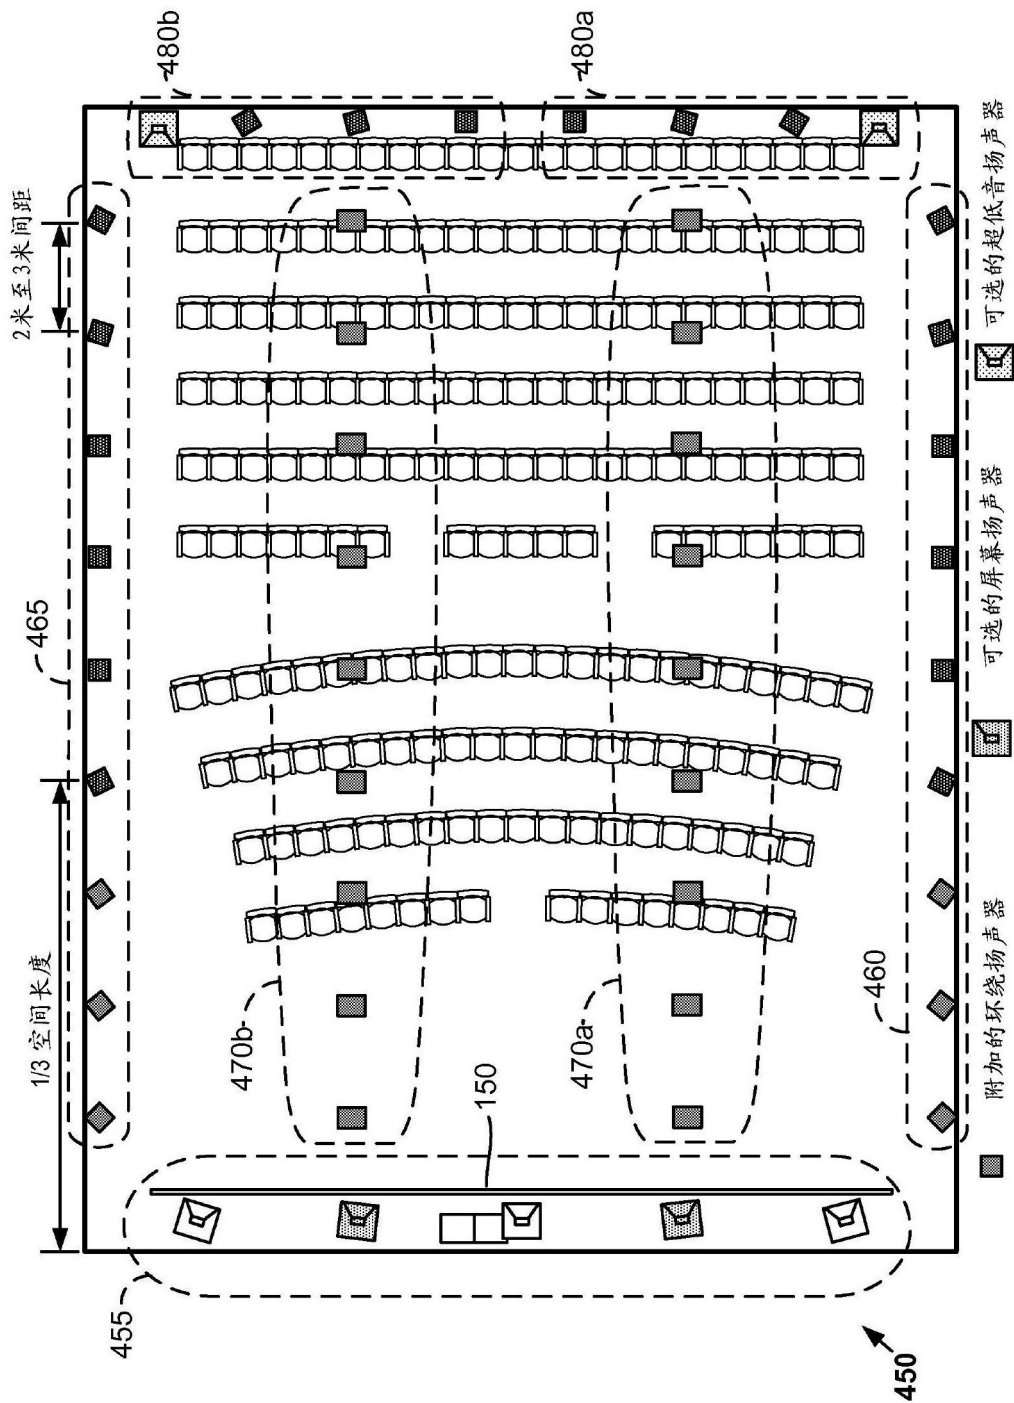 1/3 空间长度
465
2米至3米间距
455
480b
470b
150
470a
480a
460
450
附加的环绕扬声器
可选的屏幕扬声器
可选的超低音扬声器